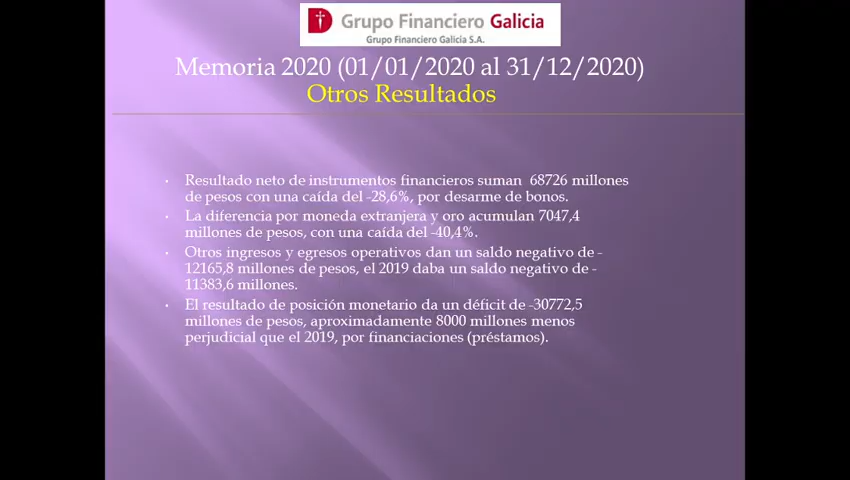 Grupo Financiero Galicia
Grupo Financiero Galicia S.A.
Memoria 2020 (01/01/2020 al 31/12/2020)
Otros Resultados
• Resultado neto de instrumentos financieros suman 68726 millones
de pesos con una caída del -28,6%, por desarme de bonos.
• La diferencia por moneda extranjera y oro acumulan 7047,4
millones de pesos, con una caída del -40,4%.
• Otros ingresos y egresos operativos dan un saldo negativo de -
12165,8 millones de pesos, el 2019 daba un saldo negativo de -
11383,6 millones.
• El resultado de posición monetario da un déficit de -30772,5
millones de pesos, aproximadamente 8000 millones menos
perjudicial que el 2019, por financiaciones (préstamos).